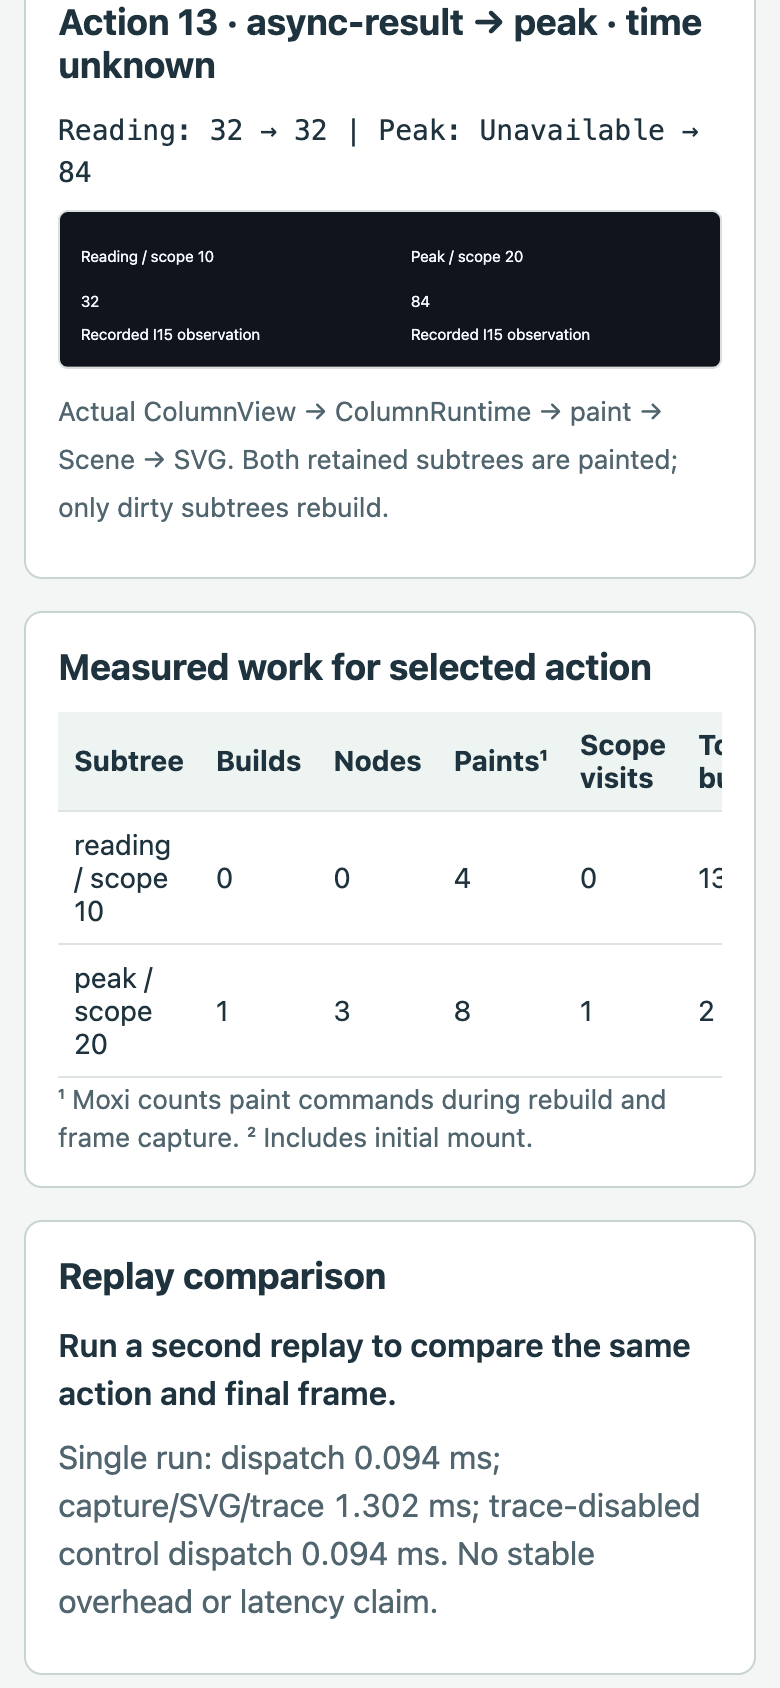 Action 13 · async-result → peak · time
unknown
Reading: 32 → 32 | Peak: Unavailable →
84
Reading / scope 10 Peak / scope 20
32 84
Recorded I15 observation Recorded I15 observation
Actual ColumnView → ColumnRuntime → paint →
Scene → SVG. Both retained subtrees are painted;
only dirty subtrees rebuild.
Measured work for selected action
Subtree Builds Nodes Paints¹ Scope visits
reading / scope 10 0 0 4 0 13
peak / scope 20 1 3 8 1 2
¹ Moxi counts paint commands during rebuild and
frame capture. ² Includes initial mount.
Replay comparison
Run a second replay to compare the same
action and final frame.
Single run: dispatch 0.094 ms;
capture/SVG/trace 1.302 ms; trace-disabled
control dispatch 0.094 ms. No stable
overhead or latency claim.